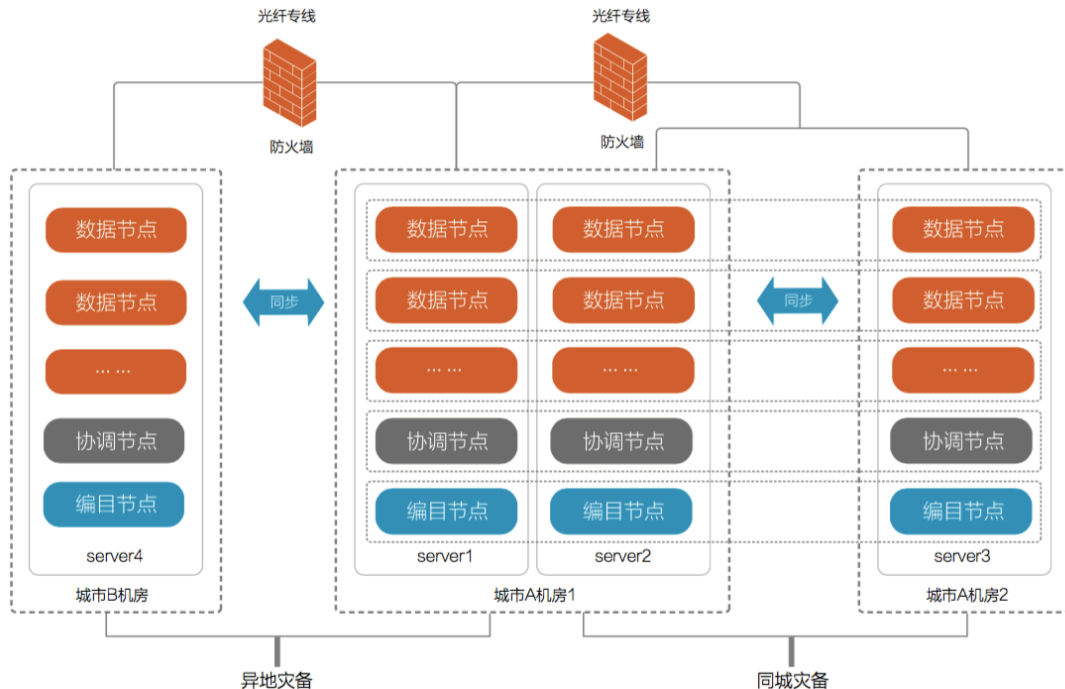 光纤专线
光纤专线
防火墙
防火墙
数据节点
数据节点
... ...
协调节点
编目节点
server4
城市B机房
同步
数据节点
数据节点
... ...
协调节点
编目节点
server1
数据节点
数据节点
... ...
协调节点
编目节点
server2
城市A机房1
同步
数据节点
数据节点
... ...
协调节点
编目节点
server3
城市A机房2
异地灾备
同城灾备